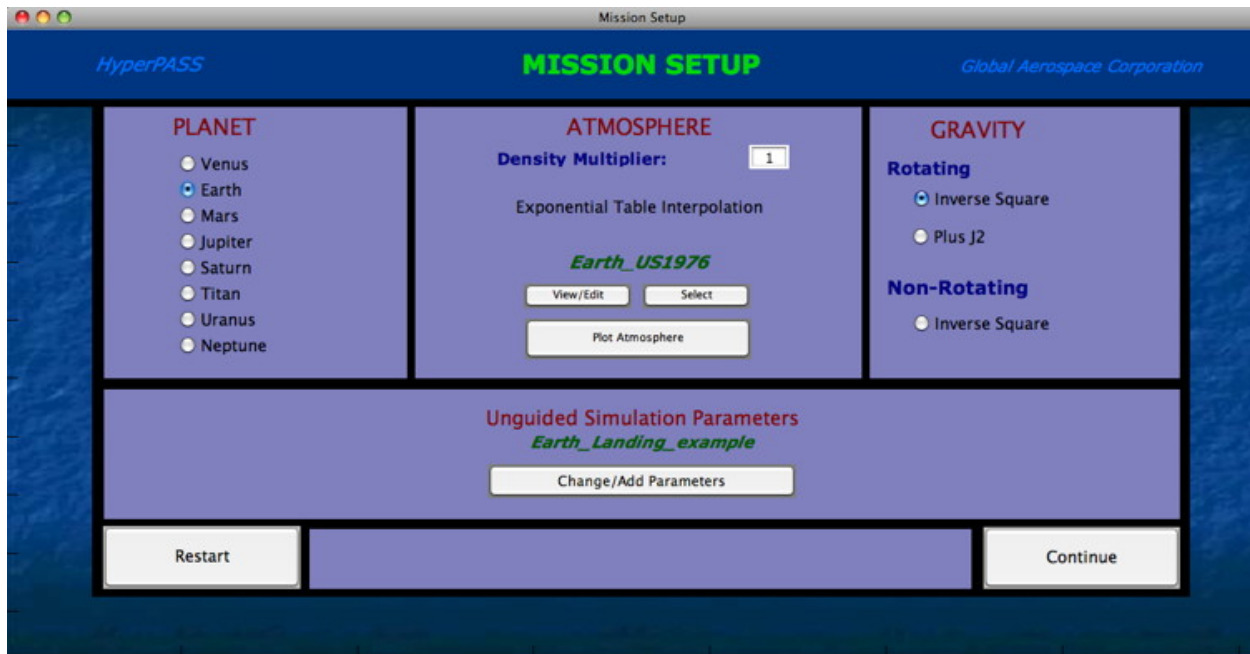 Mission Setup
HyperPASS
MISSION SETUP
Global Aerospace Corporation
PLANET
Venus
Earth
Mars
Jupiter
Saturn
Titan
Uranus
Neptune
ATMOSPHERE
Density Multiplier: 1
Exponential Table Interpolation
Earth_US1976
View/Edit
Select
Plot Atmosphere
GRAVITY
Rotating
Inverse Square
Plus J2
Non-Rotating
Inverse Square
Unguided Simulation Parameters
Earth_Landing_example
Change/Add Parameters
Restart
Continue